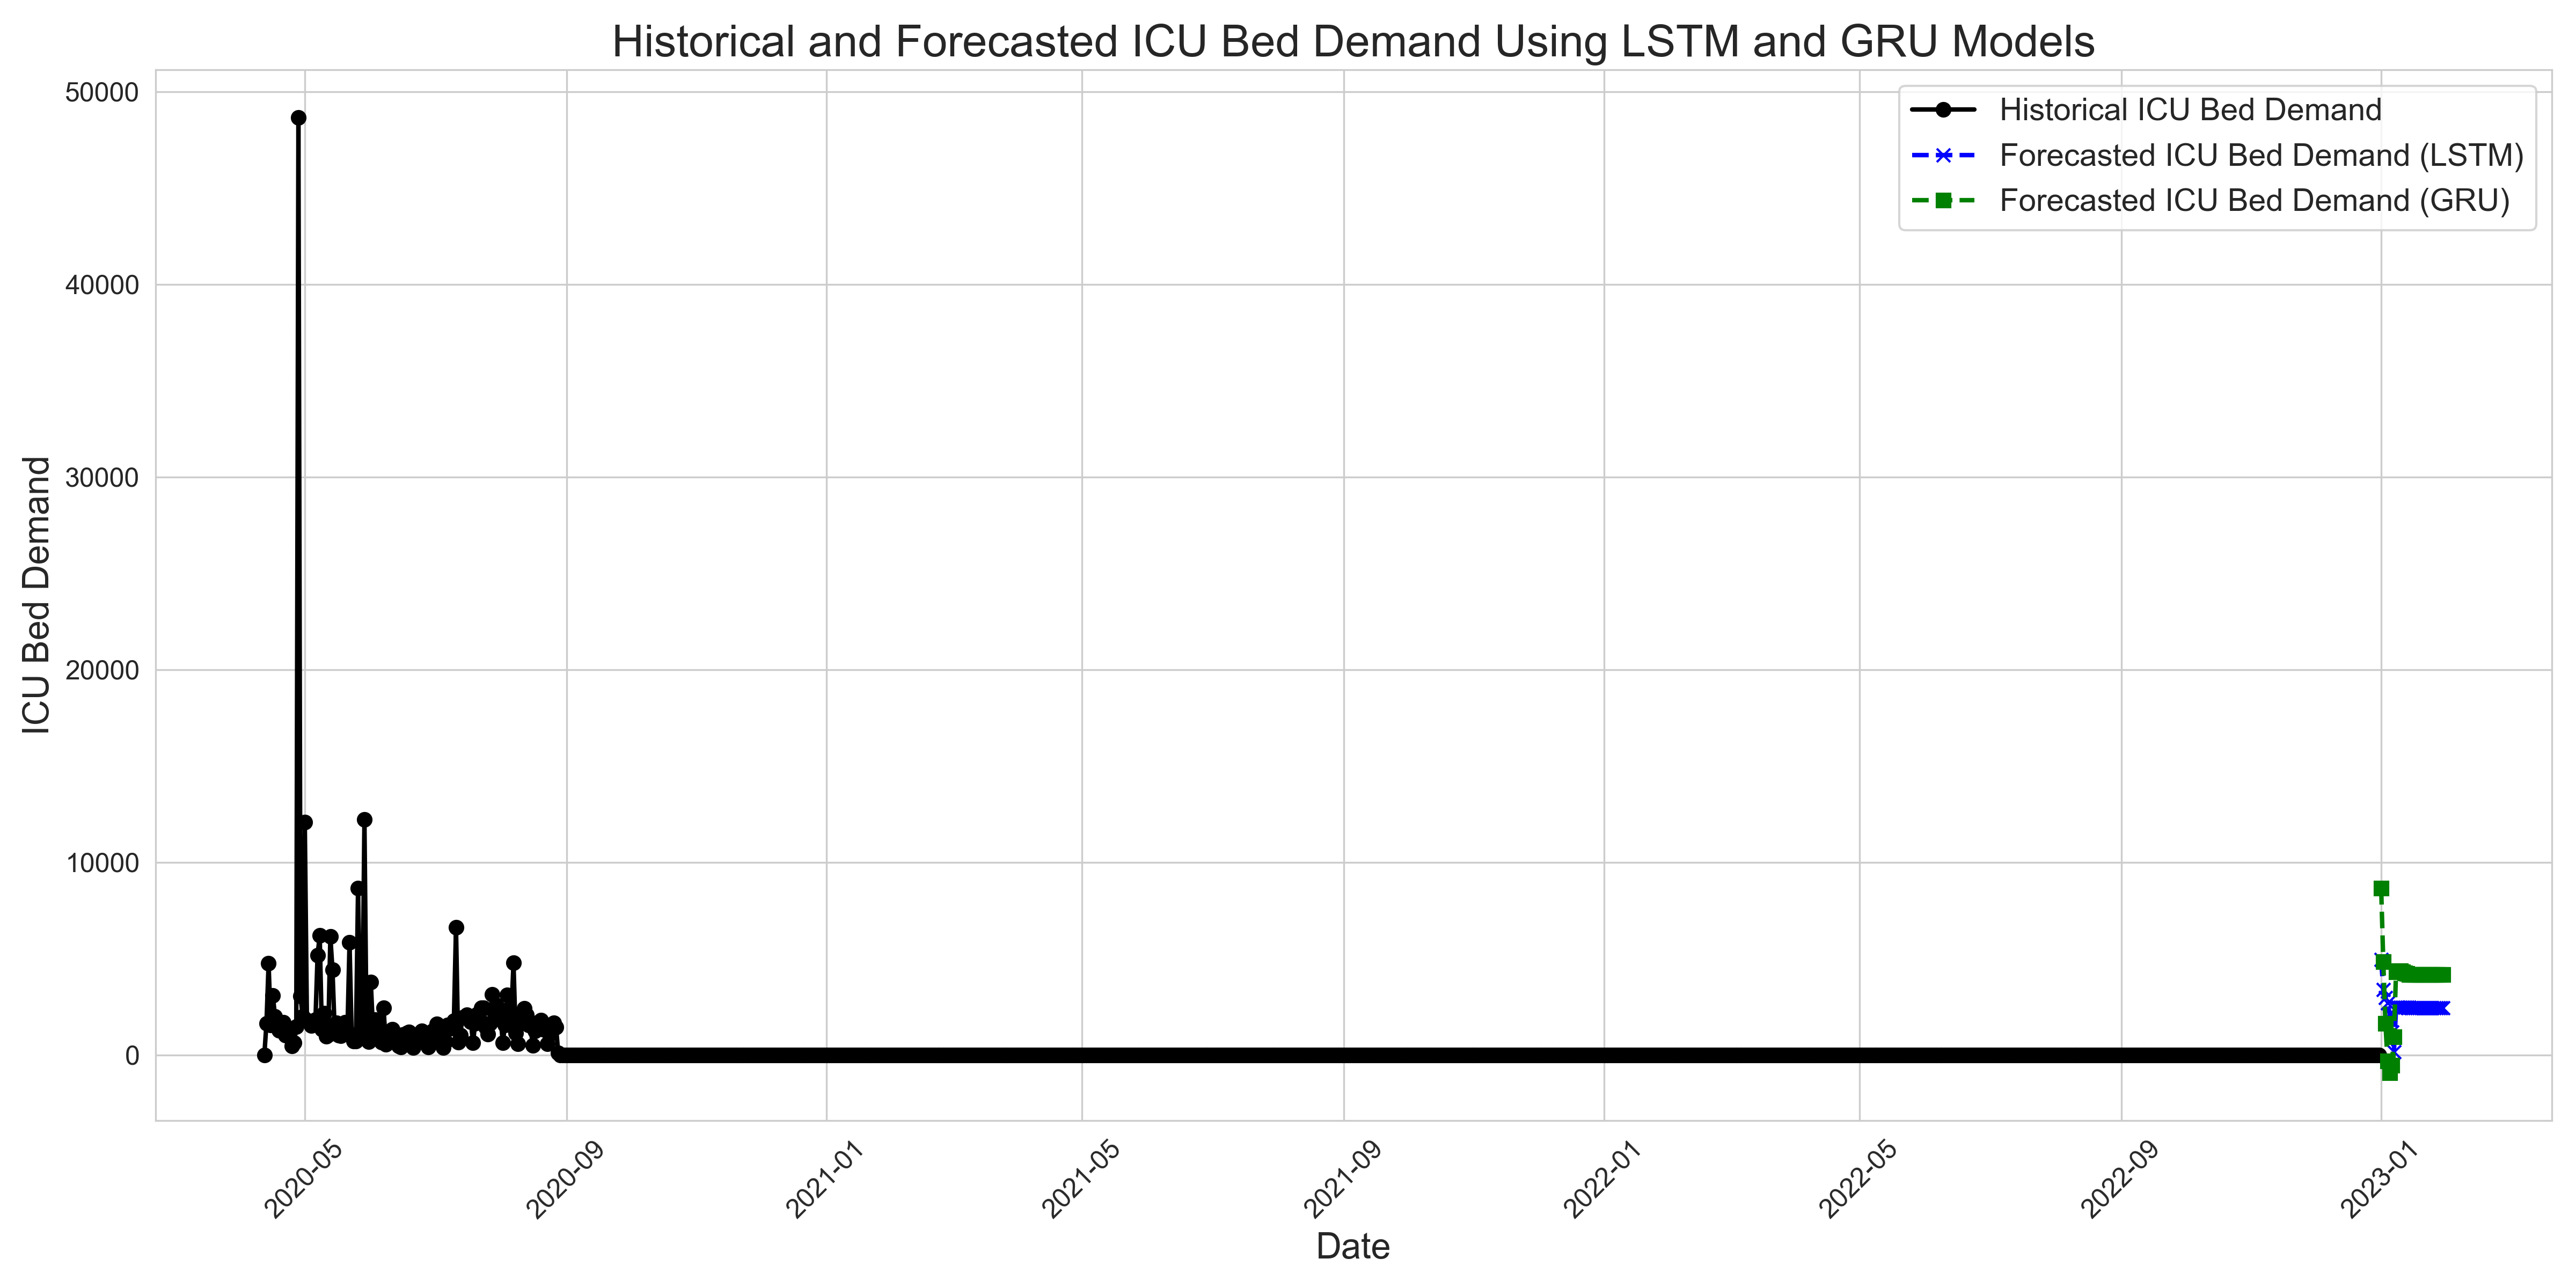 Historical and Forecasted ICU Bed Demand Using LSTM and GRU Models
Historical ICU Bed Demand
Forecasted ICU Bed Demand (LSTM)
Forecasted ICU Bed Demand (GRU)
ICU Bed Demand
50000
40000
30000
20000
10000
0
2020-05
2020-09
2021-01
2021-05
2021-09
2022-01
2022-05
2022-09
2023-01
Date